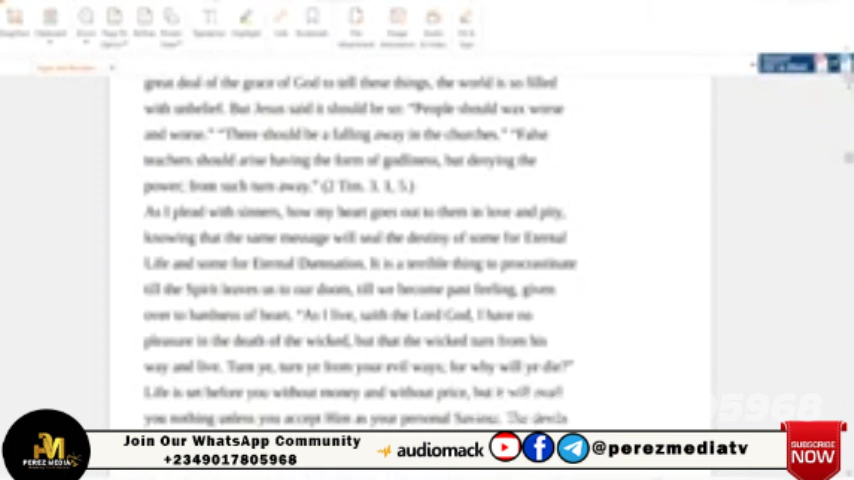 great deal of the grace of God to tell these things, the world is so filled
with unbelief. But Jesus said it should be so: "People should wax worse
and worse." "There should be a falling away in the churches." "False
teachers should arise having the form of godliness, but denying the
power; from such turn away." (2 Tim. 3. 1, 5.)
As I plead with sinners, how my heart goes out to them in love and pity,
knowing that the same message will seal the destiny of some for Eternal
Life and some for Eternal Damnation. It is a terrible thing to procrastinate
till the Spirit leaves us to our doom, till we become past feeling, given
over to hardness of heart. "As I live, saith the Lord God, I have no
pleasure in the death of the wicked, but that the wicked turn from his
way and live. Turn ye, turn ye from your evil ways; for why will ye die?"
Life is set before you without money and without price, but it will avail
you nothing unless you accept Him as your personal Saviour. The devils
5968
Join Our WhatsApp Community
+2349017805968
audiomack
@perezmediatv
PEREZ MEDIA
SUBSCRIBE
NOW